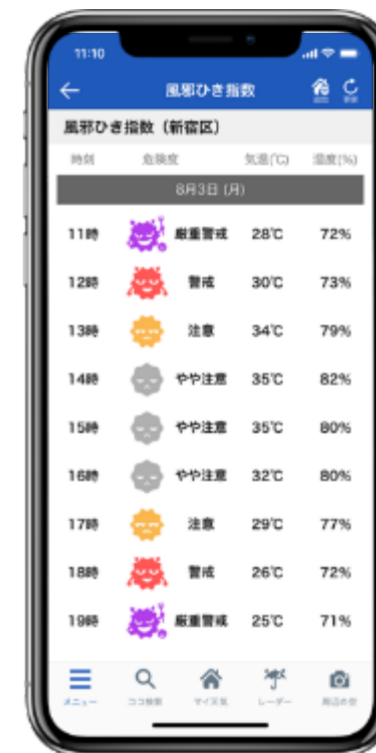 11:10
風邪ひき指数
風邪ひき指数（新宿区）
時刻 危険度 気温(℃) 湿度(%)
8月3日 (月)
11時 厳重警戒 28℃ 72%
12時 警戒 30℃ 73%
13時 注意 34℃ 79%
14時 やや注意 35℃ 82%
15時 やや注意 35℃ 80%
16時 やや注意 32℃ 80%
17時 注意 29℃ 77%
18時 警戒 26℃ 72%
19時 厳重警戒 25℃ 71%
メニュー ココ検索 マイ天気 レーダー 周辺の空